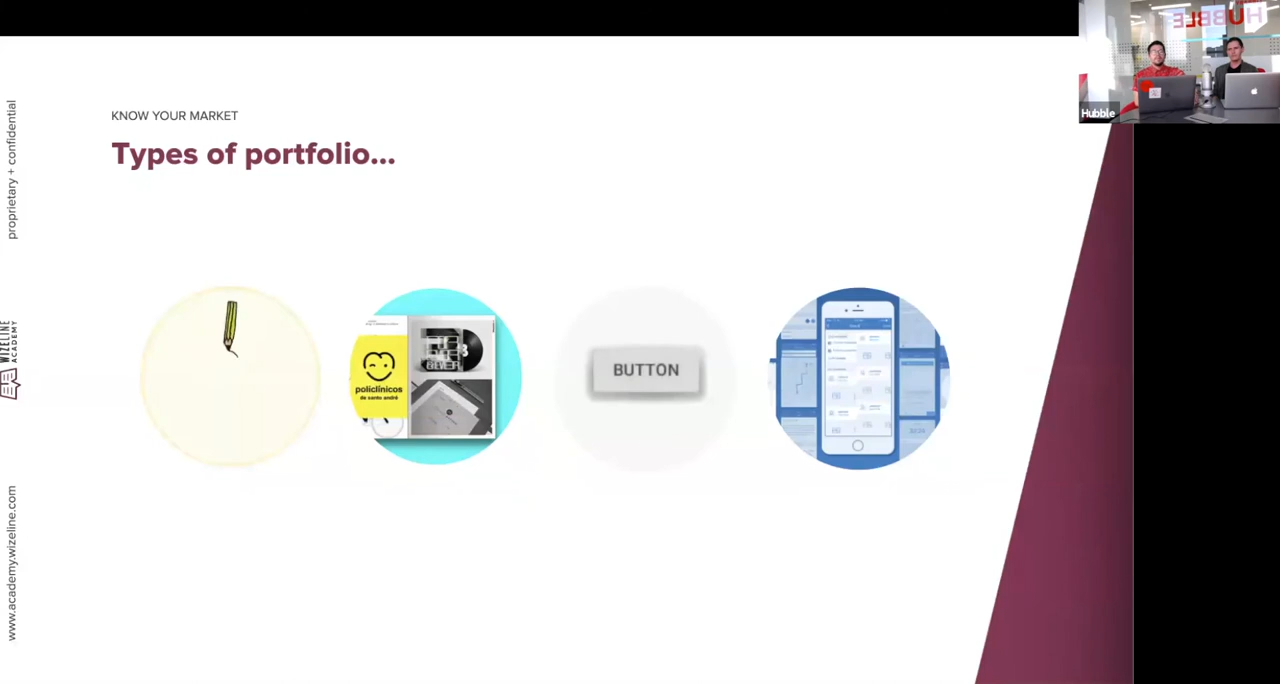 KNOW YOUR MARKET
Types of portfolio...
proprietary + confidential
WIZELINE
ACADEMY
www.academy.wizeline.com
policlínicos
de santo andré
BUTTON
HUBBLE
Hubble